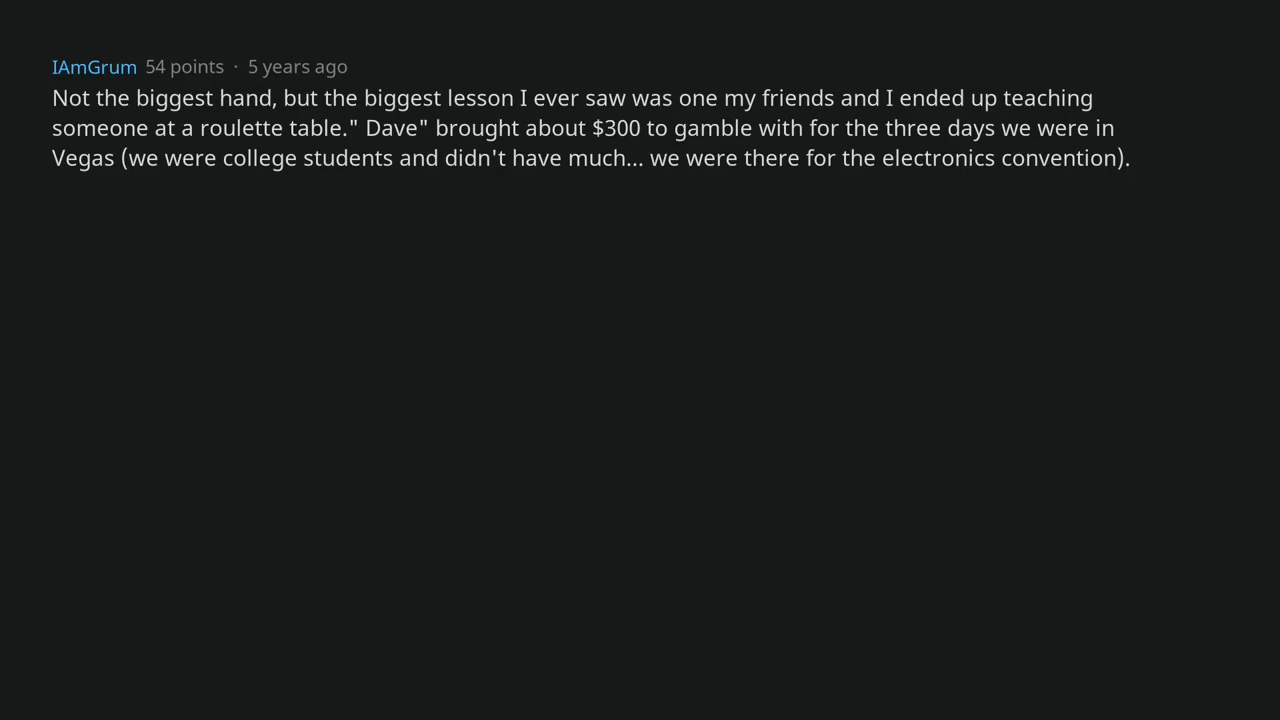 IAmGrum 54 points · 5 years ago
Not the biggest hand, but the biggest lesson I ever saw was one my friends and I ended up teaching
someone at a roulette table." Dave" brought about $300 to gamble with for the three days we were in
Vegas (we were college students and didn't have much... we were there for the electronics convention).